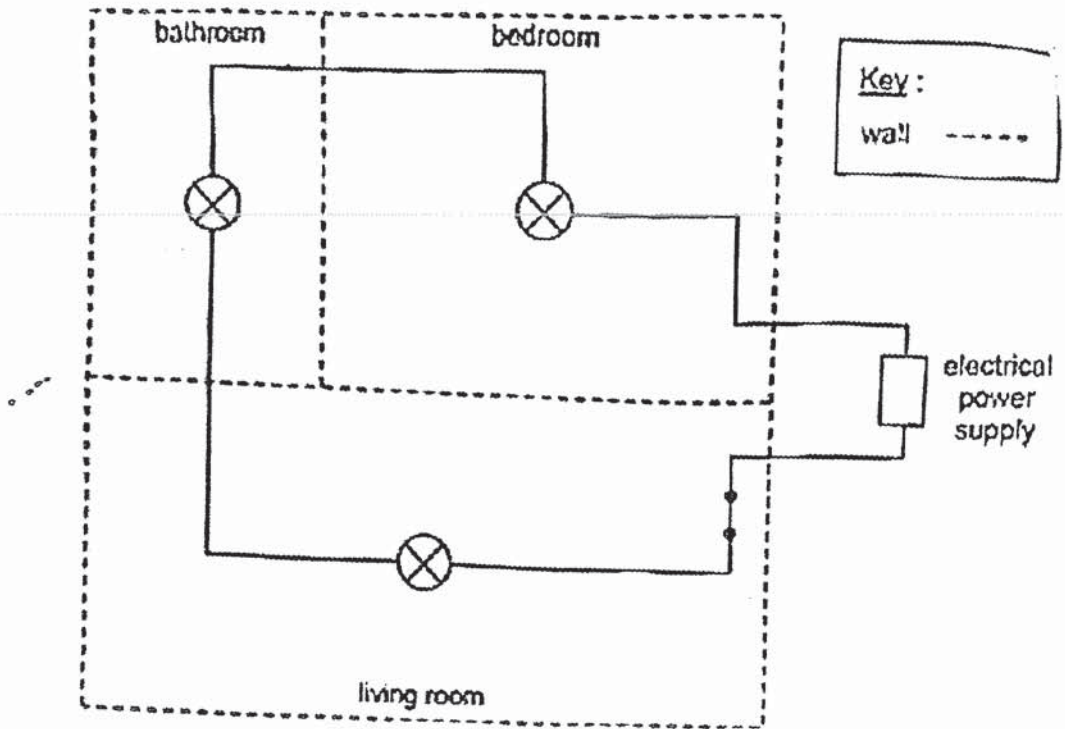 bathroom
bedroom
Key :
wall
electrical
power
supply
living room